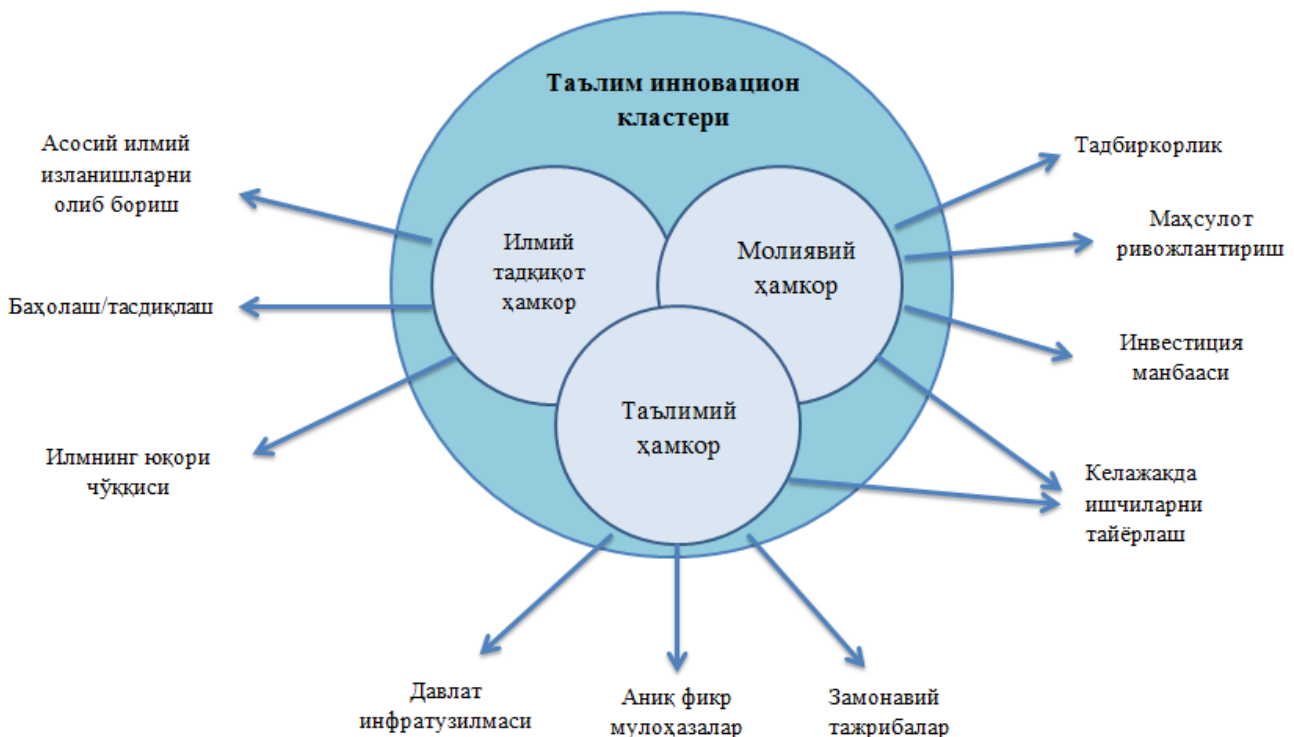 Таълим инновацион
кластери
Асосий илмий
изланишларни
олиб бориш
Баҳолаш/тасдиқлаш
Илмнинг юқори
чўққиси
Илмий
тадқиқот
ҳамкор
Молиявий
ҳамкор
Таълимий
ҳамкор
Тадбиркорлик
Маҳсулот
ривожлантириш
Инвестиция
манбааси
Келажакда
ишчиларни
тайёрлаш
Давлат
инфратузилмаси
Аниқ фикр
мулоҳазалар
Замонавий
тажрибалар